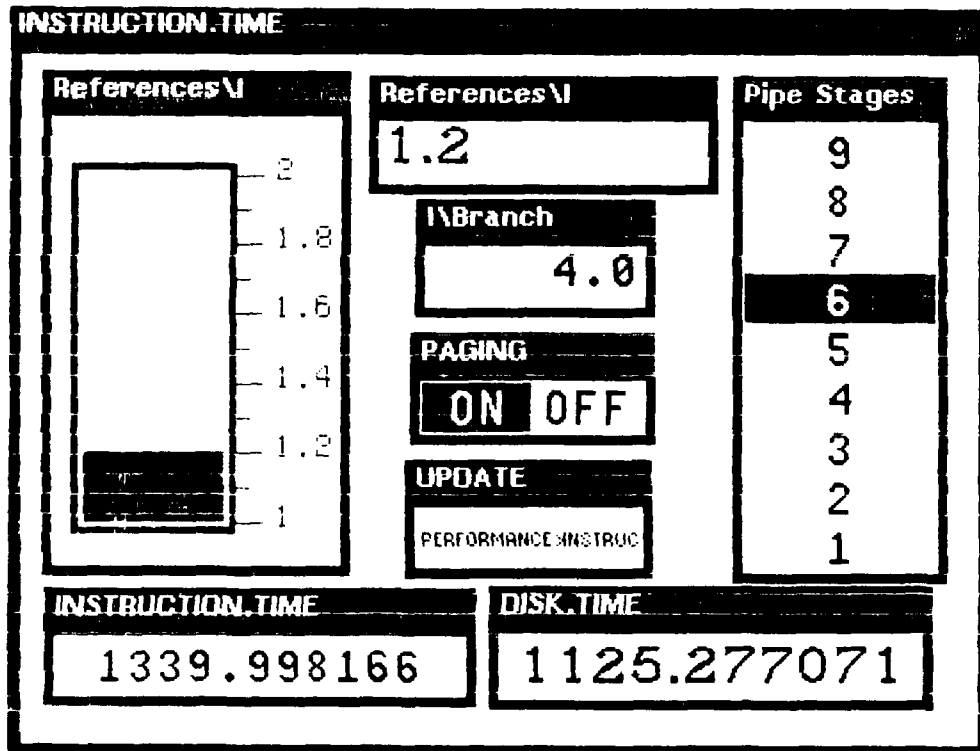 INSTRUCTION.TIME
References\I
2
1.8
1.6
1.4
1.2
1
References\I
1.2
I\Branch
4.0
PAGING
ON OFF
UPDATE
PERFORMANCE>INSTRUC
Pipe Stages
9
8
7
6
5
4
3
2
1
INSTRUCTION.TIME
1339.998166
DISK.TIME
1125.277071